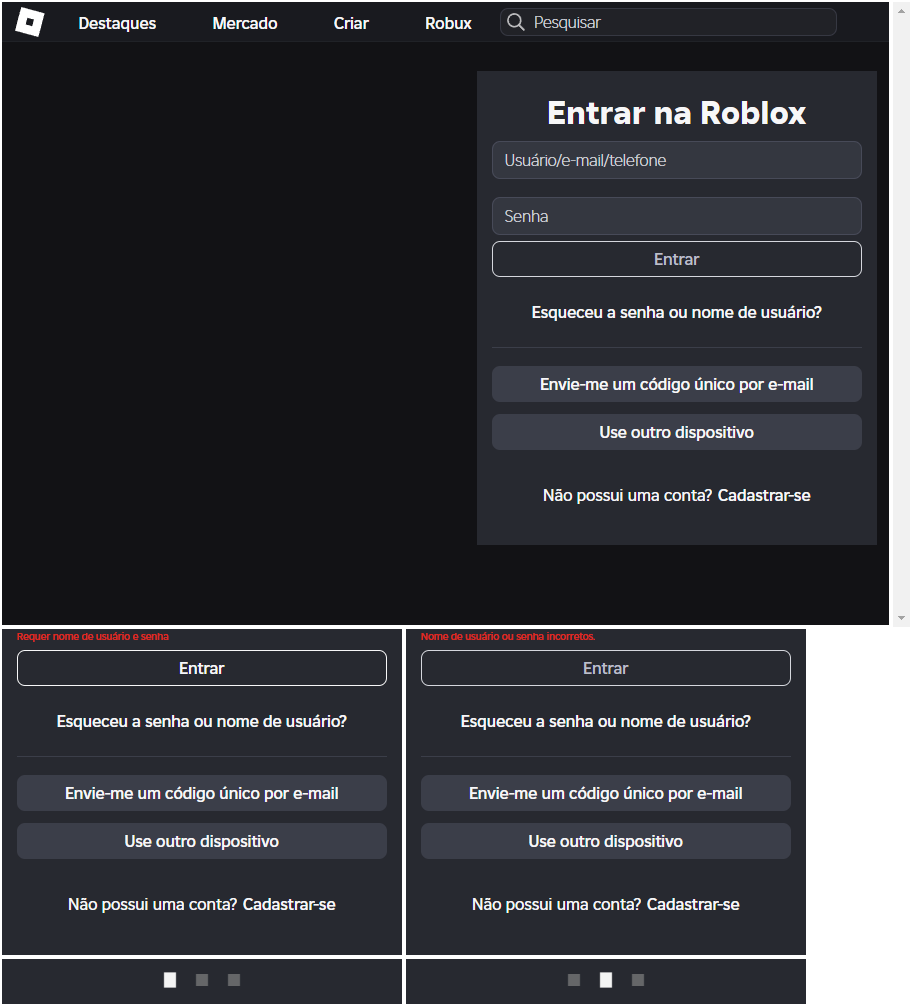 Destaques Mercado Criar Robux Pesquisar
Entrar na Roblox
Usuário/e-mail/telefone
Senha
Entrar
Esqueceu a senha ou nome de usuário?
Envie-me um código único por e-mail
Use outro dispositivo
Não possui uma conta? Cadastrar-se
Requer nome de usuário e senha
Entrar
Esqueceu a senha ou nome de usuário?
Envie-me um código único por e-mail
Use outro dispositivo
Não possui uma conta? Cadastrar-se
Nome de usuário ou senha incorretos.
Entrar
Esqueceu a senha ou nome de usuário?
Envie-me um código único por e-mail
Use outro dispositivo
Não possui uma conta? Cadastrar-se